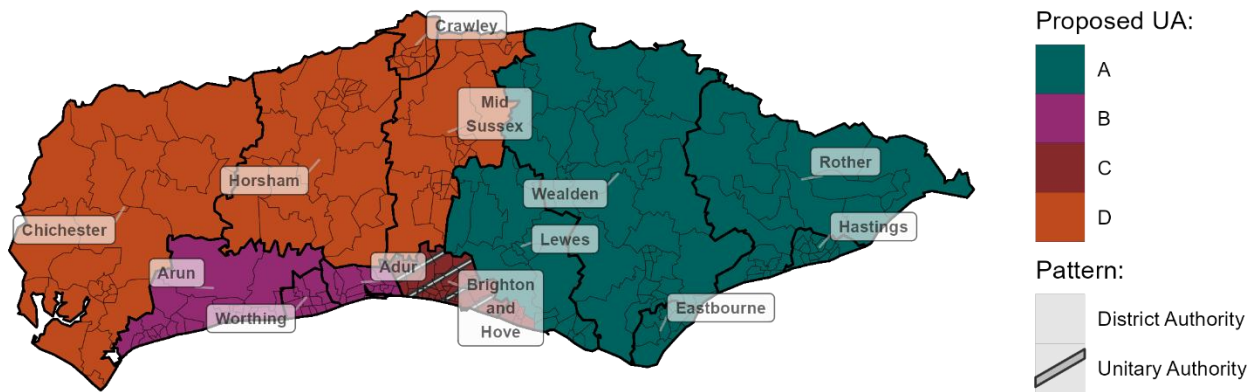 Crawley
Mid
Sussex
Horsham
Rother
Wealden
Chichester
Lewes
Hastings
Arun
Adur
Worthing
Brighton
and
Hove
Eastbourne
Proposed UA:
A
B
C
D
Pattern:
District Authority
Unitary Authority